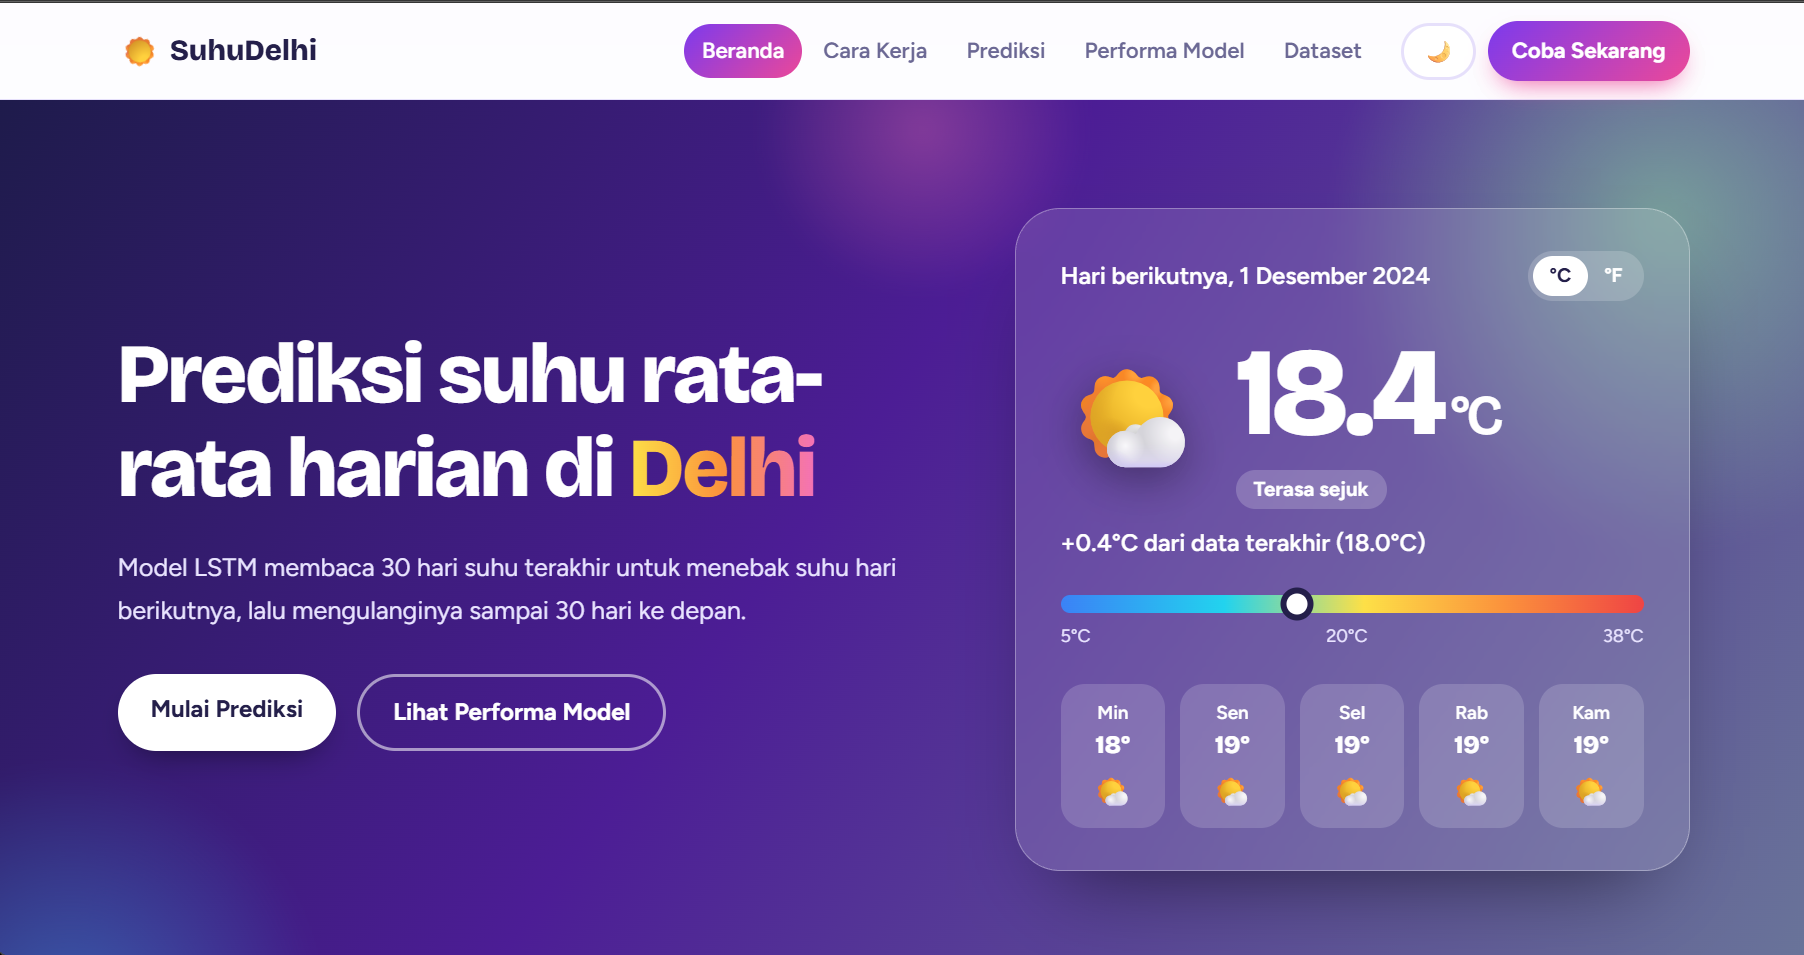 SuhuDelhi
Beranda
Cara Kerja
Prediksi
Performa Model
Dataset
Coba Sekarang
Prediksi suhu rata-
rata harian di Delhi
Model LSTM membaca 30 hari suhu terakhir untuk menebak suhu hari
berikutnya, lalu mengulanginya sampai 30 hari ke depan.
Mulai Prediksi
Lihat Performa Model
Hari berikutnya, 1 Desember 2024
°C
°F
18.4°C
Terasa sejuk
+0.4°C dari data terakhir (18.0°C)
5°C
20°C
38°C
Min
18°
Sen
19°
Sel
19°
Rab
19°
Kam
19°